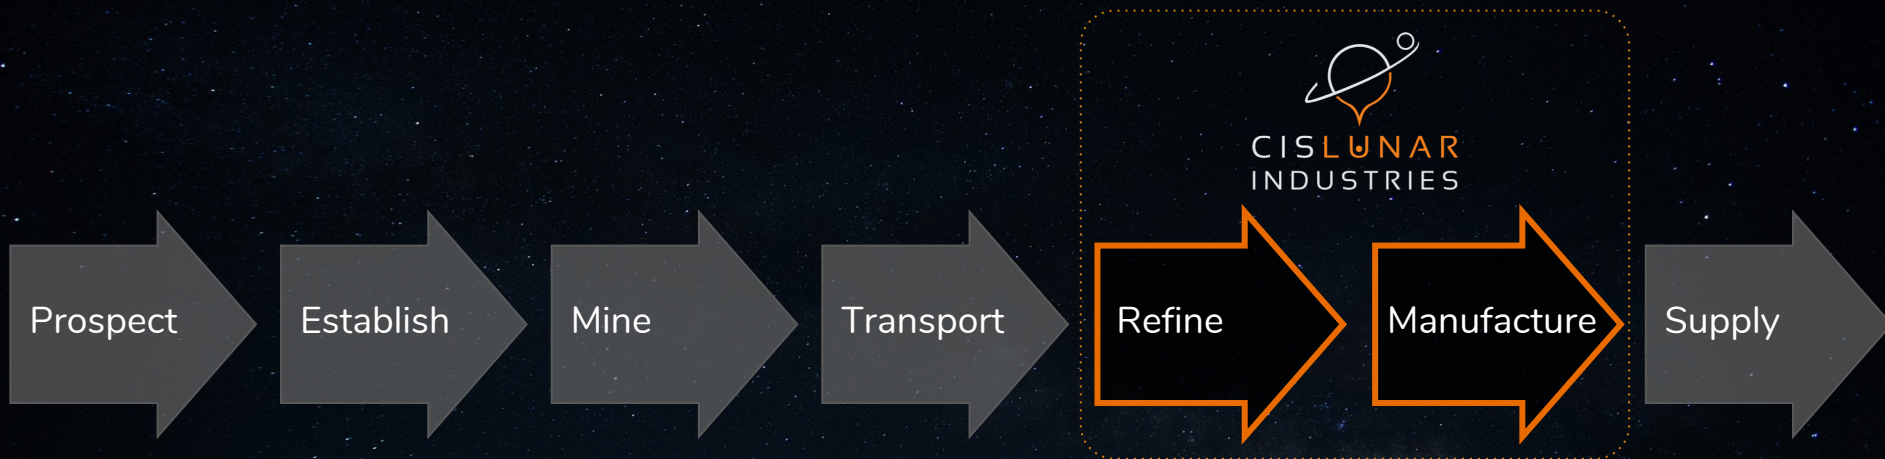 CISLUNAR
INDUSTRIES
Prospect
Establish
Mine
Transport
Refine
Manufacture
Supply